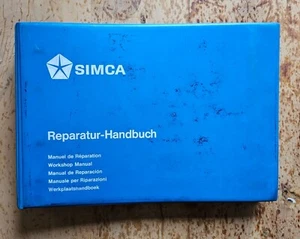 SIMCA
Reparatur-Handbuch
Manuel de Réparation
Workshop Manual
Manual de Reparación
Manuale per Riparazioni
Werkplaatshandboek